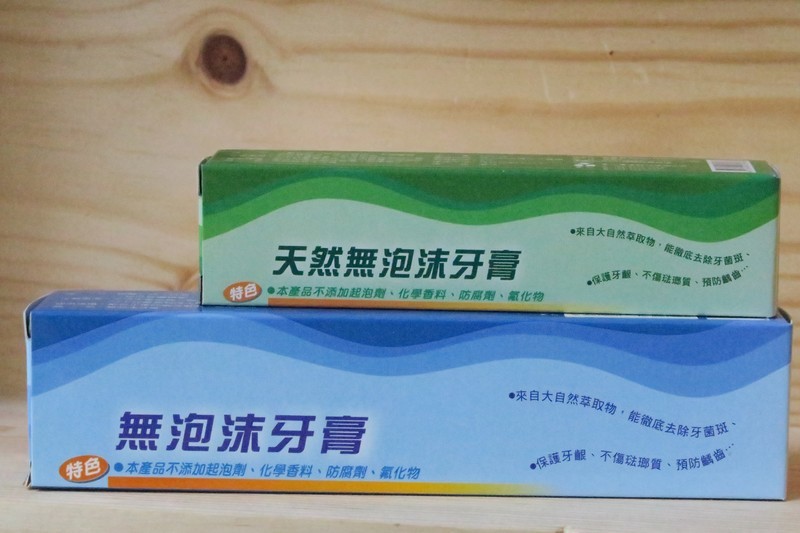 天然無泡沫牙膏
特色
●本產品不添加起泡劑、化學香料、防腐劑、氟化物
●來自大自然萃取物，能徹底去除牙菌斑、
●保護牙齦、不傷琺瑯質、預防齲齒…
無泡沫牙膏
特色
●本產品不添加起泡劑、化學香料、防腐劑、氟化物
●來自大自然萃取物，能徹底去除牙菌斑、
●保護牙齦、不傷琺瑯質、預防齲齒…